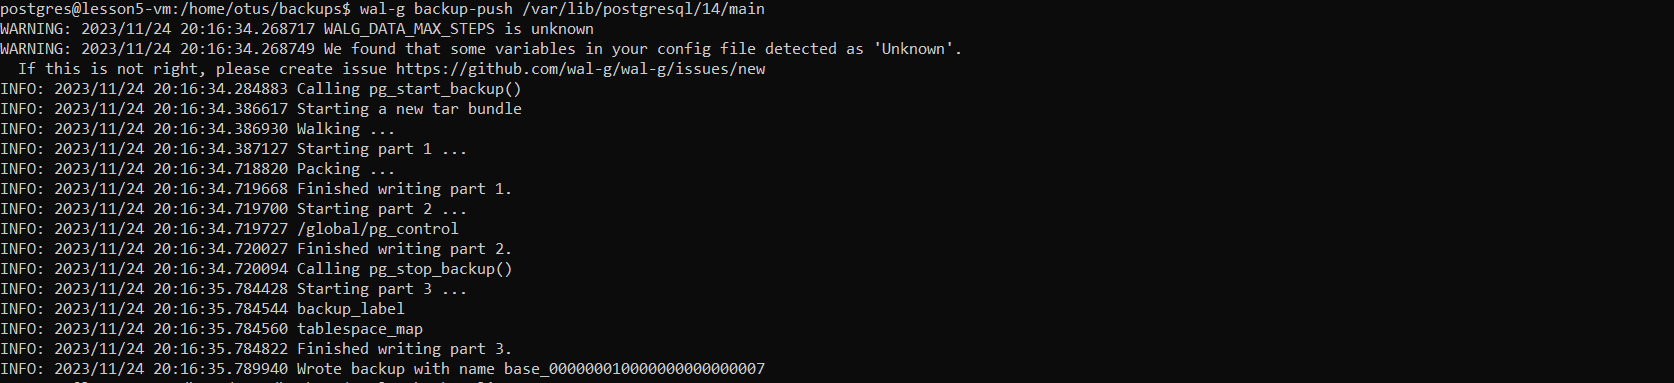 postgres@lesson5-vm:/home/otus/backups$ wal-g backup-push /var/lib/postgresql/14/main
WARNING: 2023/11/24 20:16:34.268717 WALG_DATA_MAX_STEPS is unknown
WARNING: 2023/11/24 20:16:34.268749 We found that some variables in your config file detected as 'Unknown'.
  If this is not right, please create issue https://github.com/wal-g/wal-g/issues/new
INFO: 2023/11/24 20:16:34.284883 Calling pg_start_backup()
INFO: 2023/11/24 20:16:34.386617 Starting a new tar bundle
INFO: 2023/11/24 20:16:34.386930 Walking ...
INFO: 2023/11/24 20:16:34.387127 Starting part 1 ...
INFO: 2023/11/24 20:16:34.718820 Packing ...
INFO: 2023/11/24 20:16:34.719668 Finished writing part 1.
INFO: 2023/11/24 20:16:34.719700 Starting part 2 ...
INFO: 2023/11/24 20:16:34.719727 /global/pg_control
INFO: 2023/11/24 20:16:34.720027 Finished writing part 2.
INFO: 2023/11/24 20:16:34.720094 Calling pg_stop_backup()
INFO: 2023/11/24 20:16:35.784428 Starting part 3 ...
INFO: 2023/11/24 20:16:35.784544 backup_label
INFO: 2023/11/24 20:16:35.784560 tablespace_map
INFO: 2023/11/24 20:16:35.784822 Finished writing part 3.
INFO: 2023/11/24 20:16:35.789940 Wrote backup with name base_000000010000000000000007